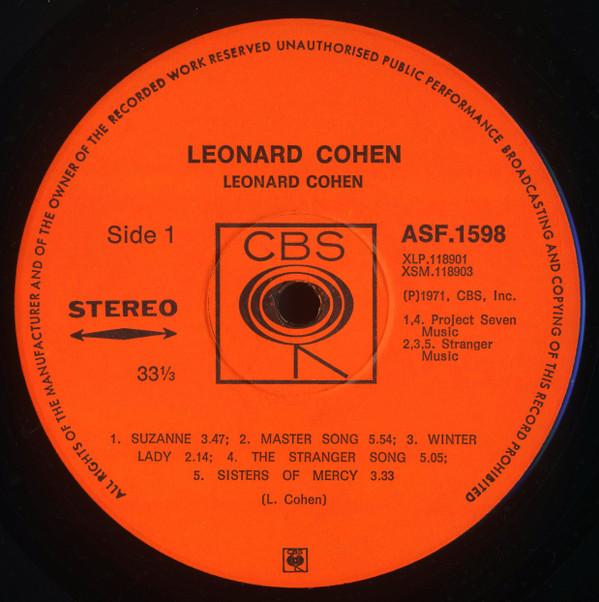 ALL RIGHTS OF THE MANUFACTURER AND OF THE OWNER OF THE RECORDED WORK RESERVED UNAUTHORISED PUBLIC PERFORMANCE BROADCASTING AND COPYING OF THIS RECORD PROHIBITED
LEONARD COHEN
LEONARD COHEN
Side 1
CBS
ASF.1598
XLP.118901
XSM.118903
(P)1971, CBS, Inc.
STEREO
1,4. Project Seven
Music
2,3,5. Stranger
Music
33⅓
1. SUZANNE 3.47; 2. MASTER SONG 5.54; 3. WINTER
LADY 2.14; 4. THE STRANGER SONG 5.05;
5. SISTERS OF MERCY 3.33
(L. Cohen)
CBS